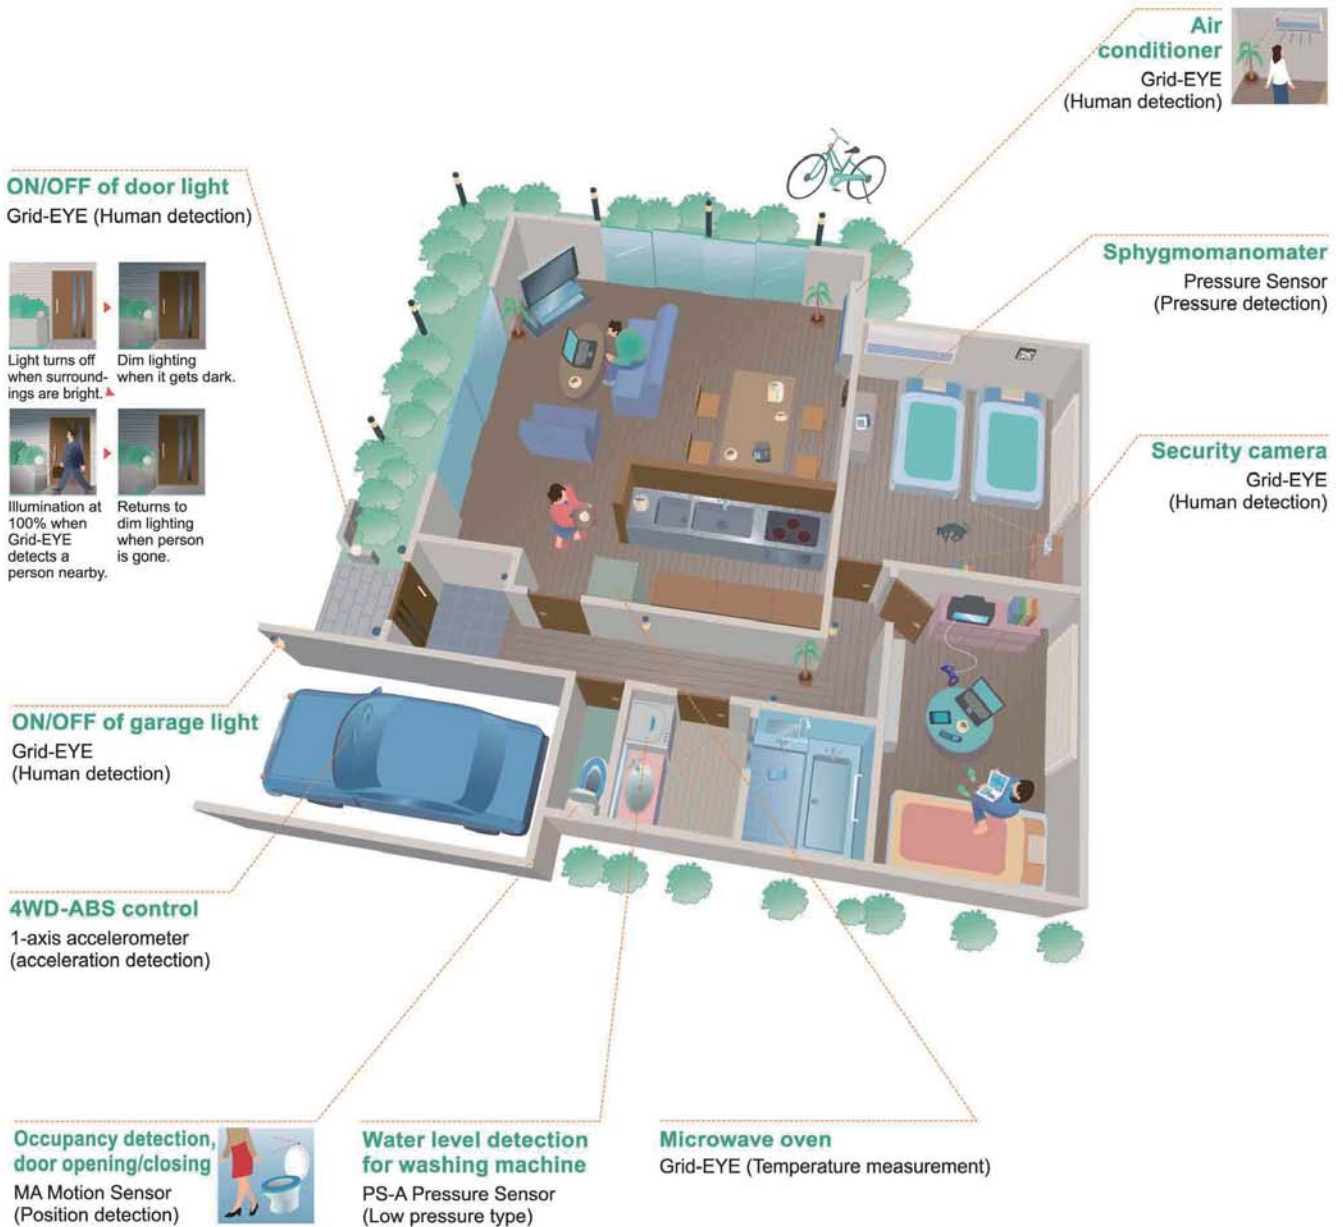 Air
conditioner
Grid-EYE
(Human detection)
ON/OFF of door light
Grid-EYE (Human detection)
Light turns off
when surround-
ings are bright.
Dim lighting
when it gets dark.
Illumination at
100% when
Grid-EYE
detects a
person nearby.
Returns to
dim lighting
when person
is gone.
Sphygmomanomater
Pressure Sensor
(Pressure detection)
Security camera
Grid-EYE
(Human detection)
ON/OFF of garage light
Grid-EYE
(Human detection)
4WD-ABS control
1-axis accelerometer
(acceleration detection)
Occupancy detection,
door opening/closing
MA Motion Sensor
(Position detection)
Water level detection
for washing machine
PS-A Pressure Sensor
(Low pressure type)
Microwave oven
Grid-EYE (Temperature measurement)